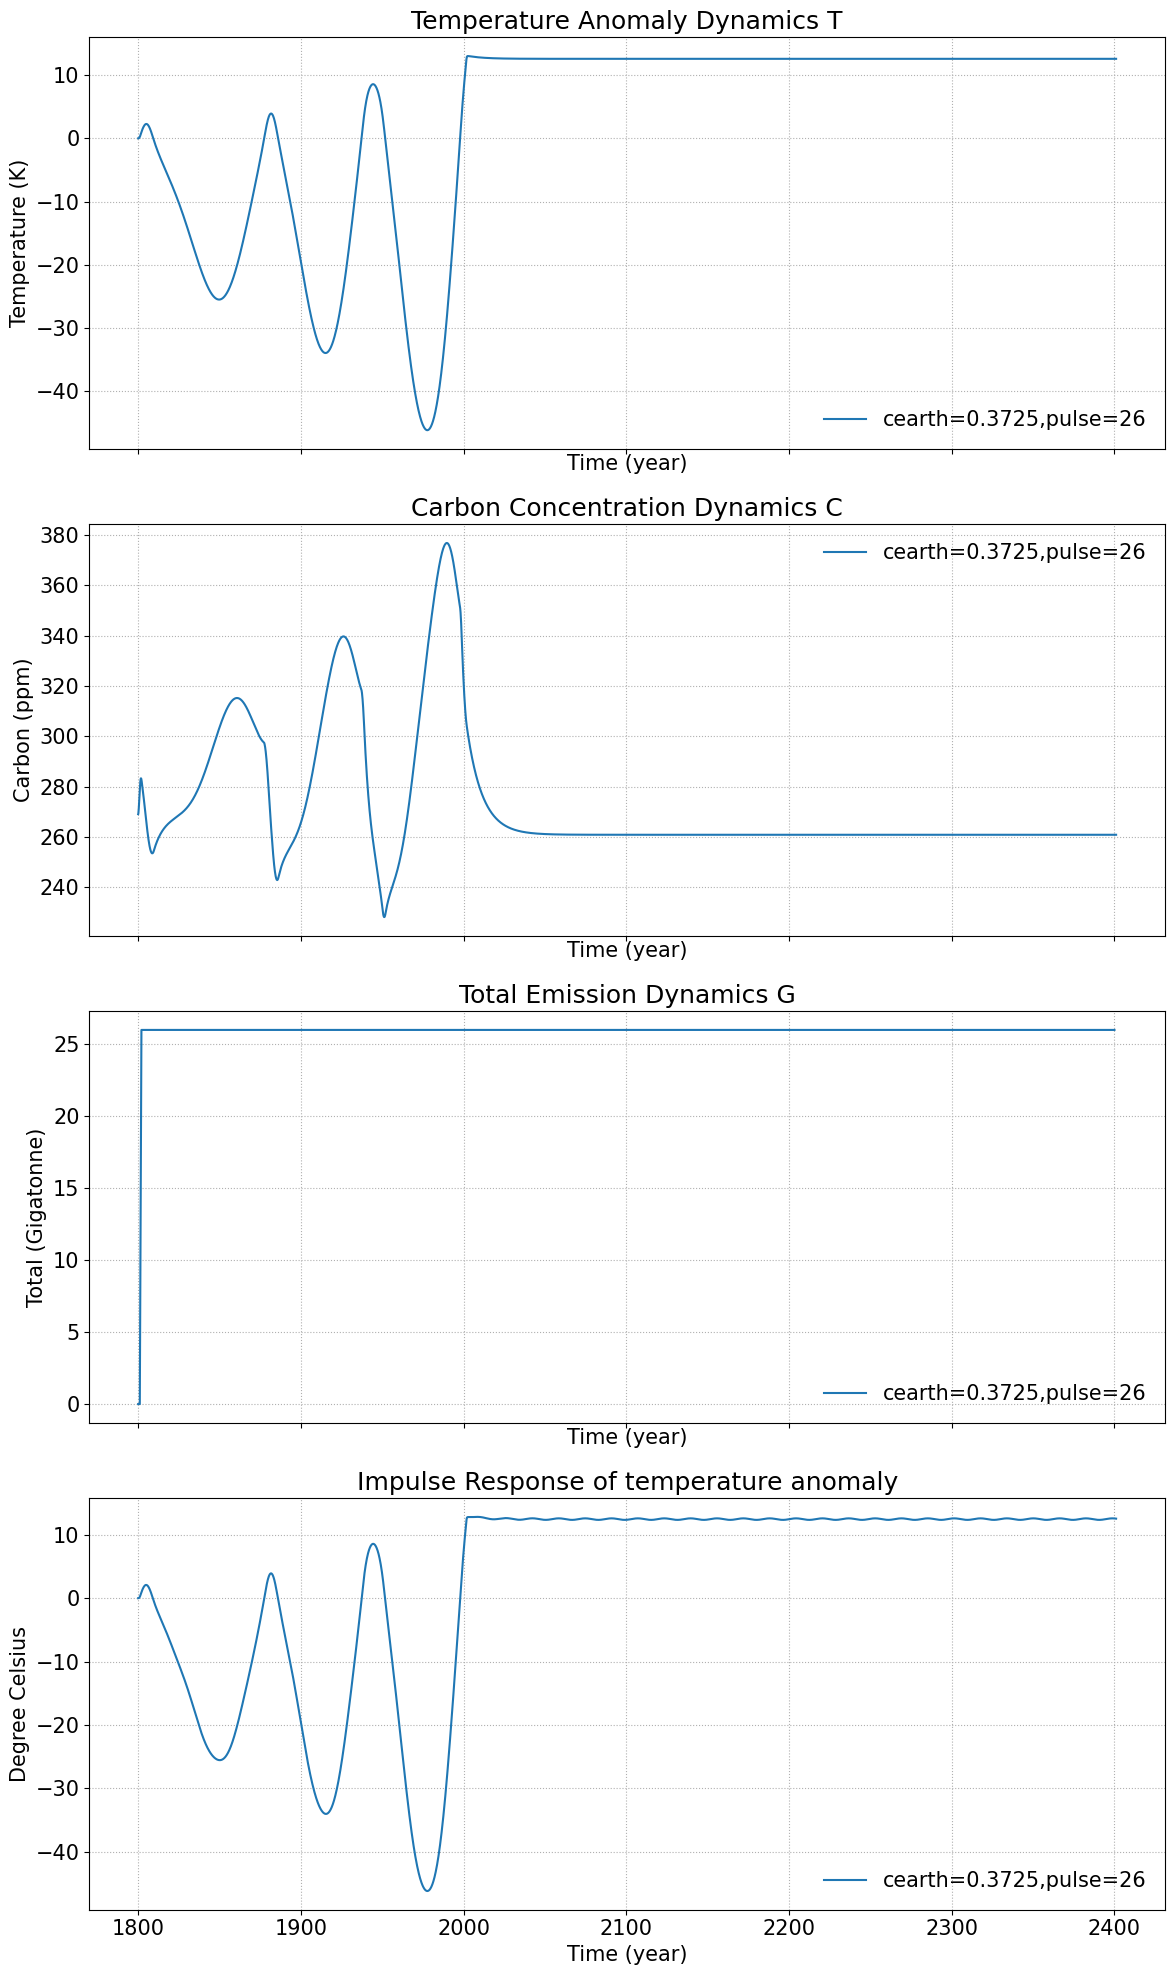 Temperature Anomaly Dynamics T
10
0
−10
−20
−30
−40
Temperature (K)
cearth=0.3725,pulse=26
Time (year)
Carbon Concentration Dynamics C
380
360
340
320
300
280
260
240
Carbon (ppm)
cearth=0.3725,pulse=26
Time (year)
Total Emission Dynamics G
25
20
15
10
5
0
Total (Gigatonne)
cearth=0.3725,pulse=26
Time (year)
Impulse Response of temperature anomaly
10
0
−10
−20
−30
−40
Degree Celsius
cearth=0.3725,pulse=26
1800 1900 2000 2100 2200 2300 2400
Time (year)